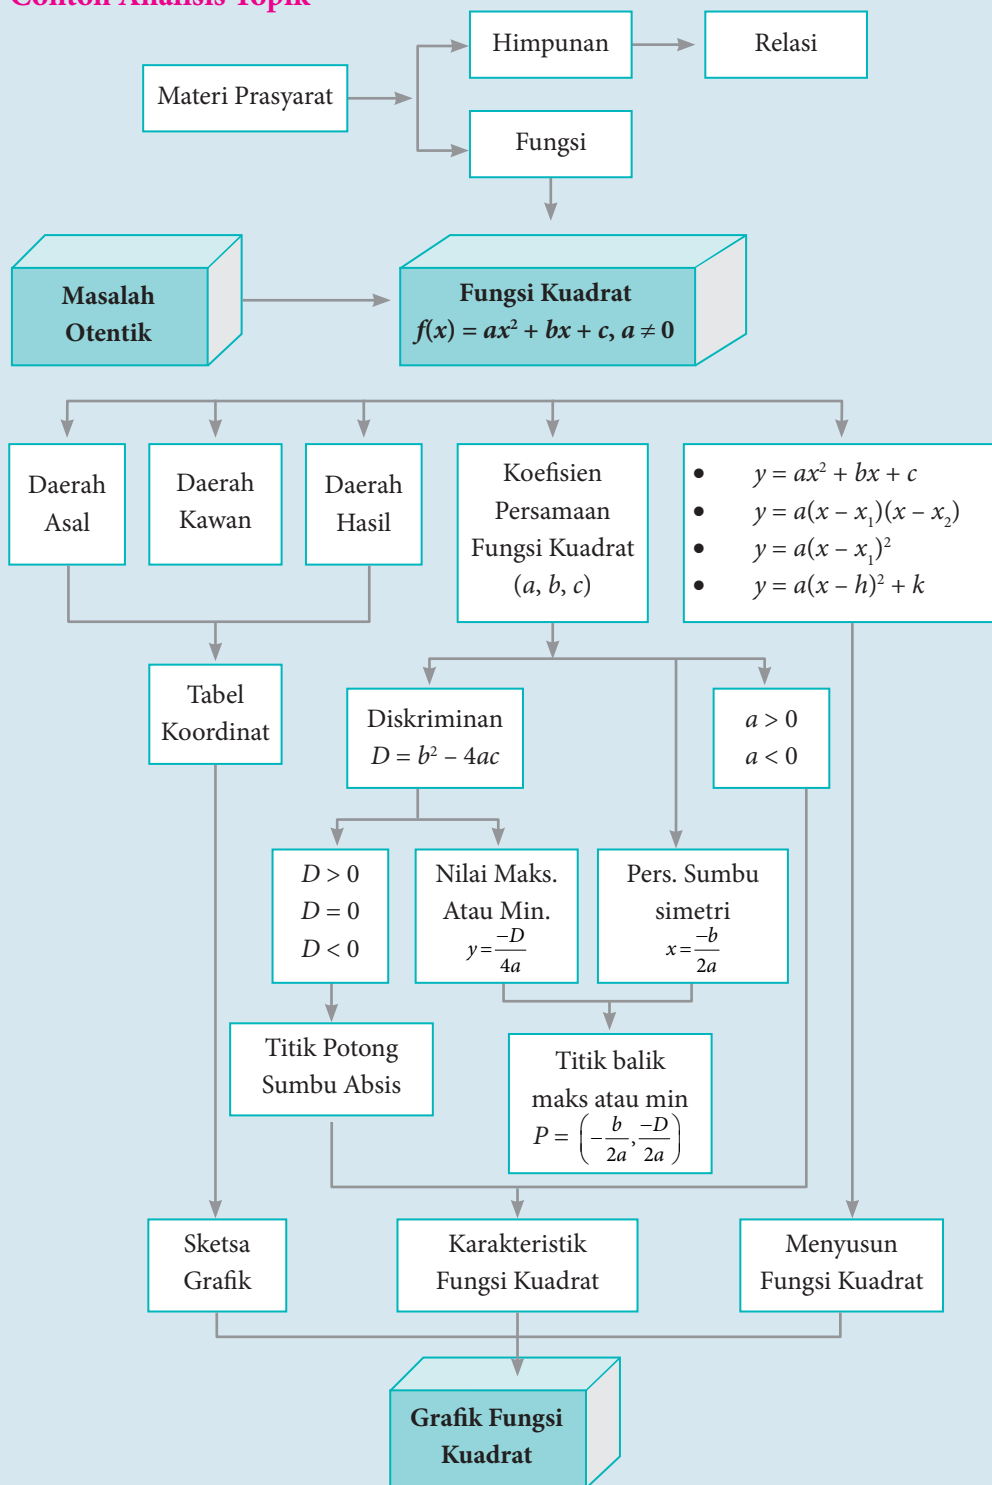 Contoh Analisis Topik
Himpunan
Relasi
Materi Prasyarat
Fungsi
Masalah
Otentik
Fungsi Kuadrat
f(x) = ax² + bx + c, a ≠ 0
Daerah
Asal
Daerah
Kawan
Daerah
Hasil
Koefisien
Persamaan
Fungsi Kuadrat
(a, b, c)
• y = ax² + bx + c
• y = a(x – x₁)(x – x₂)
• y = a(x – x₁)²
• y = a(x – h)² + k
Tabel
Koordinat
Diskriminan
D = b² – 4ac
a > 0
a < 0
D > 0
D = 0
D < 0
Nilai Maks.
Atau Min.
y = -D/4a
Pers. Sumbu
simetri
x = -b/2a
Titik Potong
Sumbu Absis
Titik balik
maks atau min
P = (-b/2a, -D/2a)
Sketsa
Grafik
Karakteristik
Fungsi Kuadrat
Menyusun
Fungsi Kuadrat
Grafik Fungsi
Kuadrat